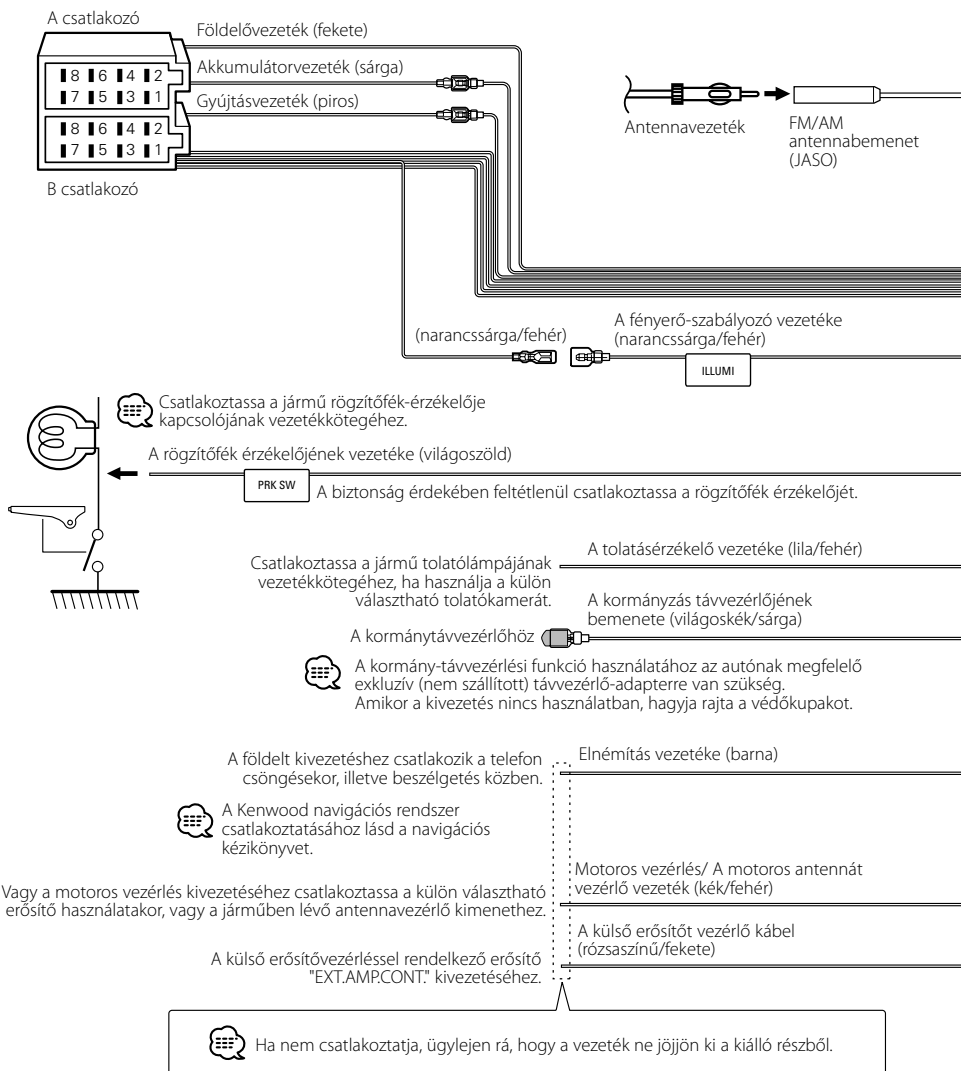 A csatlakozó
Földelővezeték (fekete)
Akkumulátorvezeték (sárga)
Gyújtásvezeték (piros)
8 6 4 2
7 5 3 1
8 6 4 2
7 5 3 1
B csatlakozó
Antennavezeték
FM/AM
antennabemenet
(JASO)
(narancssárga/fehér)
A fényerő-szabályozó vezetéke
(narancssárga/fehér)
ILLUMI
Csatlakoztassa a jármű rögzítőfék-érzékelője
kapcsolójának vezetékkötegéhez.
A rögzítőfék érzékelőjének vezetéke (világoszöld)
PRK SW
A biztonság érdekében feltétlenül csatlakoztassa a rögzítőfék érzékelőjét.
Csatlakoztassa a jármű tolatólámpájának
vezetékkötegéhez, ha használja a külön
választható tolatókamerát.
A tolatásérzékelő vezetéke (lila/fehér)
A kormánytávvezérlőhöz
A kormányzás távvezérlőjének
bemenete (világoskék/sárga)
A kormány-távvezérlési funkció használatához az autónak megfelelő
exkluzív (nem szállított) távvezérlő-adapterre van szükség.
Amikor a kivezetés nincs használatban, hagyja rajta a védőkupakot.
A földelt kivezetéshez csatlakozik a telefon
csöngésekor, illetve beszélgetés közben.
Elnémítás vezetéke (barna)
A Kenwood navigációs rendszer
csatlakoztatásához lásd a navigációs
kézikönyvet.
Vagy a motoros vezérlés kivezetéséhez csatlakoztassa a külön választható
erősítő használatakor, vagy a járműben lévő antennavezérlő kimenethez.
Motoros vezérlés/ A motoros antennát
vezérlő vezeték (kék/fehér)
A külső erősítővezérléssel rendelkező erősítő
"EXT.AMP.CONT." kivezetéséhez.
A külső erősítőt vezérlő kábel
(rózsaszínű/fekete)
Ha nem csatlakoztatja, ügylejen rá, hogy a vezeték ne jöjjön ki a kiálló részből.